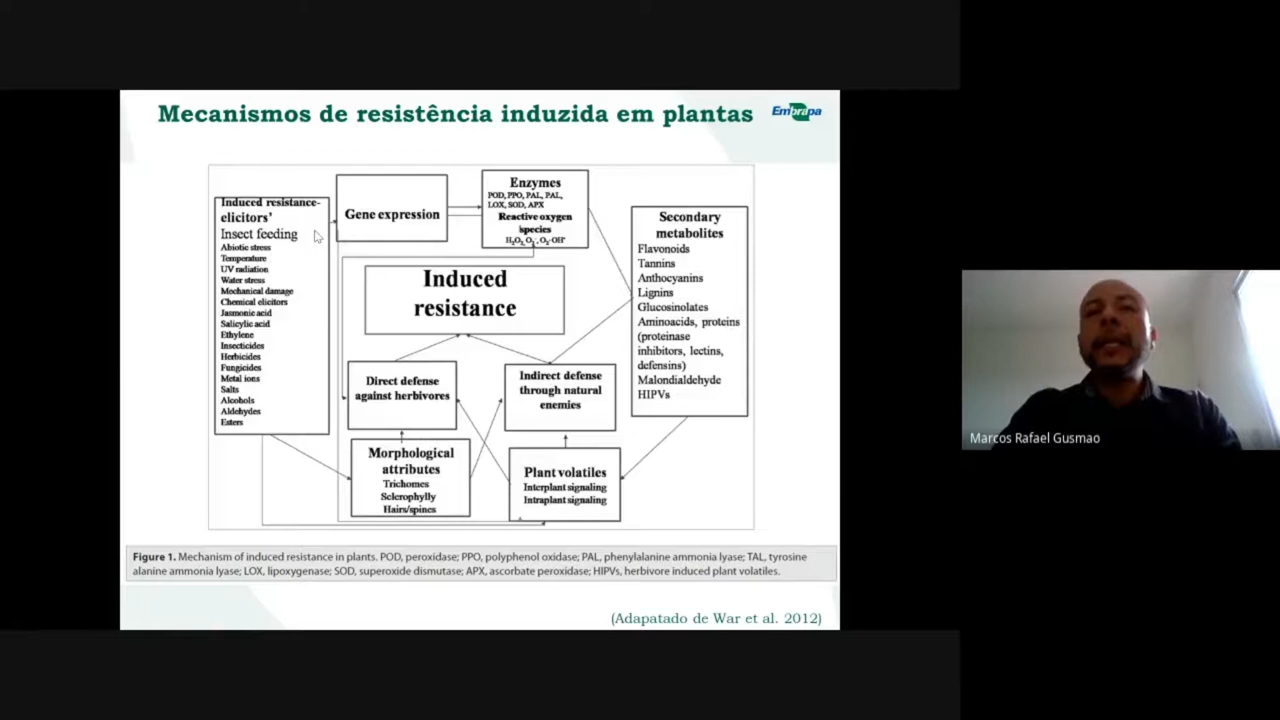 Mecanismos de resistência induzida em plantas
Embrapa
Induced resistance-
elicitors'
Insect feeding
Abiotic stress
Temperature
UV radiation
Water stress
Mechanical damage
Chemical elicitors
Jasmonic acid
Salicylic acid
Ethylene
Insecticides
Herbicides
Fungicides
Metal ions
Salts
Alcohols
Aldehydes
Esters
Gene expression
Enzymes
POD, PPO, PAL, PAL,
LOX, SOD, APX
Reactive oxygen
species
H₂O₂, O₂⁻, O₂⁻OH•
Secondary
metabolites
Flavonoids
Tannins
Anthocyanins
Lignins
Glucosinolates
Aminoacids, proteins
(proteinase
inhibitors, lectins,
defensins)
Malondialdehyde
HIPVs
Induced
resistance
Direct defense
against herbivores
Indirect defense
through natural
enemies
Morphological
attributes
Trichomes
Sclerophylly
Hairs/spines
Plant volatiles
Interplant signaling
Intraplant signaling
Figure 1. Mechanism of induced resistance in plants. POD, peroxidase; PPO, polyphenol oxidase; PAL, phenylalanine ammonia lyase; TAL, tyrosine
alanine ammonia lyase; LOX, lipoxygenase; SOD, superoxide dismutase; APX, ascorbate peroxidase; HIPVs, herbivore induced plant volatiles.
(Adapatado de War et al. 2012)
Marcos Rafael Gusmao